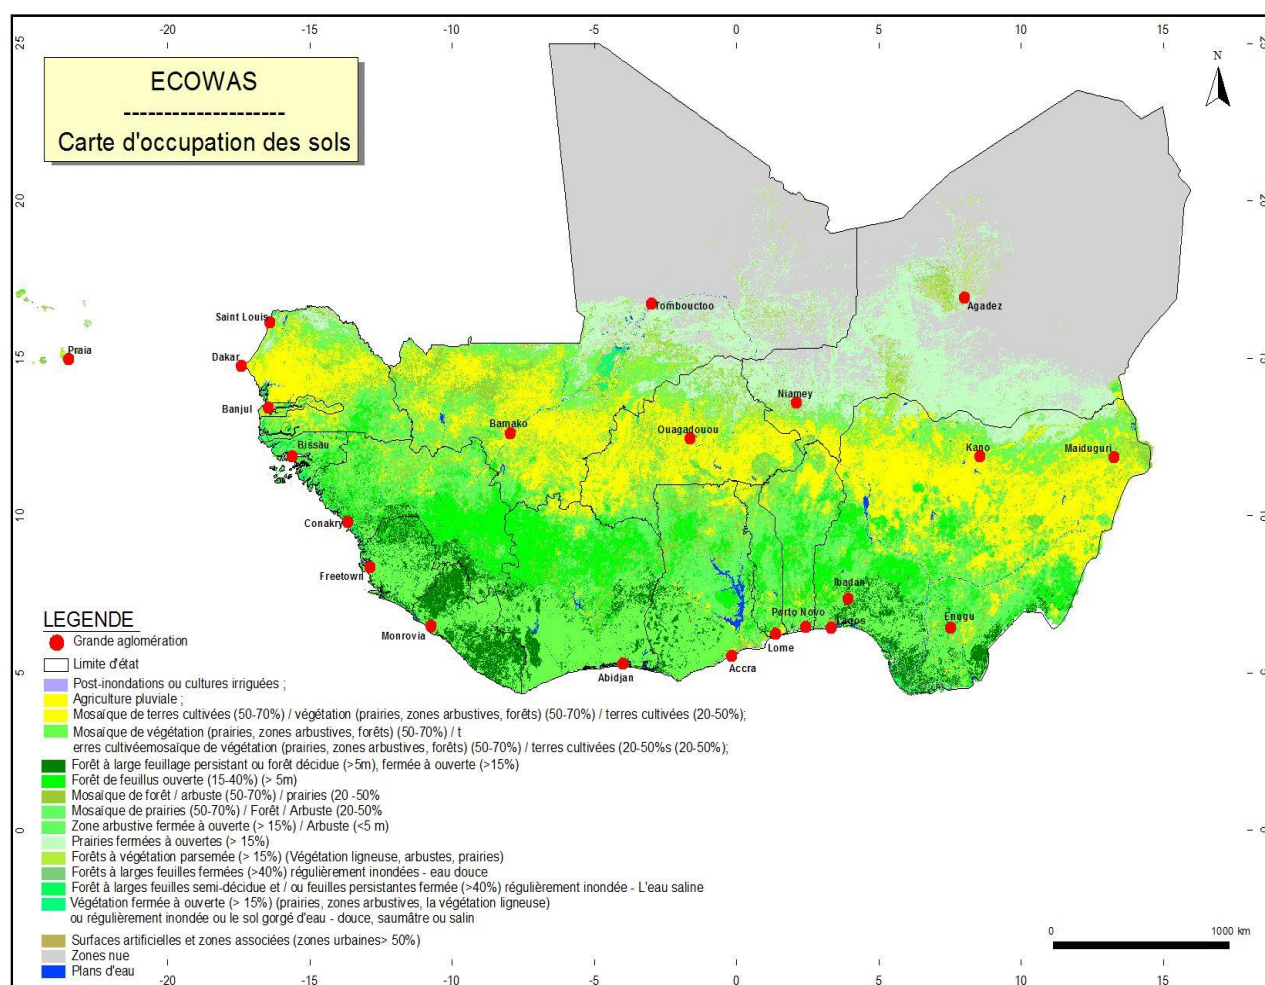 -20 -15 -10 -5 0 5 10 15
25
N
ECOWAS
--------------------
Carte d'occupation des sols
20 20
Tombouctoo
Agadez
Saint Louis
15
Praia
Dakar
Niamey
Banjul
Bamako
Ouagadouou
Kano
Maiduguri
Bissau
10
Conakry
Freetown
Ibadan
Porto Novo
Lagos
Enugu
Monrovia
Lome
Accra
Abidjan
5
LEGENDE
Grande aglomération
Limite d'état
Post-inondations ou cultures irriguées ;
Agriculture pluviale ;
Mosaïque de terres cultivées (50-70%) / végétation (prairies, zones arbustives, forêts) (50-70%) / terres cultivées (20-50%);
Mosaïque de végétation (prairies, zones arbustives, forêts) (50-70%) / t
erres cultivéemosaïque de végétation (prairies, zones arbustives, forêts) (50-70%) / terres cultivées (20-50%s (20-50%);
Forêt à large feuillage persistant ou forêt décidue (>5m), fermée à ouverte (>15%)
Forêt de feuillus ouverte (15-40%) (> 5m)
Mosaïque de forêt / arbuste (50-70%) / prairies (20 -50%
Mosaïque de prairies (50-70%) / Forêt / Arbuste (20-50%
Zone arbustive fermée à ouverte (> 15%) / Arbuste (<5 m)
0 0
Prairies fermées à ouvertes (> 15%)
Forêts à végétation parsemée (> 15%) (Végétation ligneuse, arbustes, prairies)
Forêts à larges feuilles fermées (>40%) régulièrement inondées - eau douce
Forêt à larges feuilles semi-décidue et / ou feuilles persistantes fermée (>40%) régulièrement inondée - L'eau saline
Végétation fermée à ouverte (> 15%) (prairies, zones arbustives, la végétation ligneuse)
ou régulièrement inondée ou le sol gorgé d'eau - douce, saumâtre ou salin
Surfaces artificielles et zones associées (zones urbaines> 50%)
Zones nue
Plans d'eau
0 1000 km
-20 -15 -10 -5 0 5 10 15